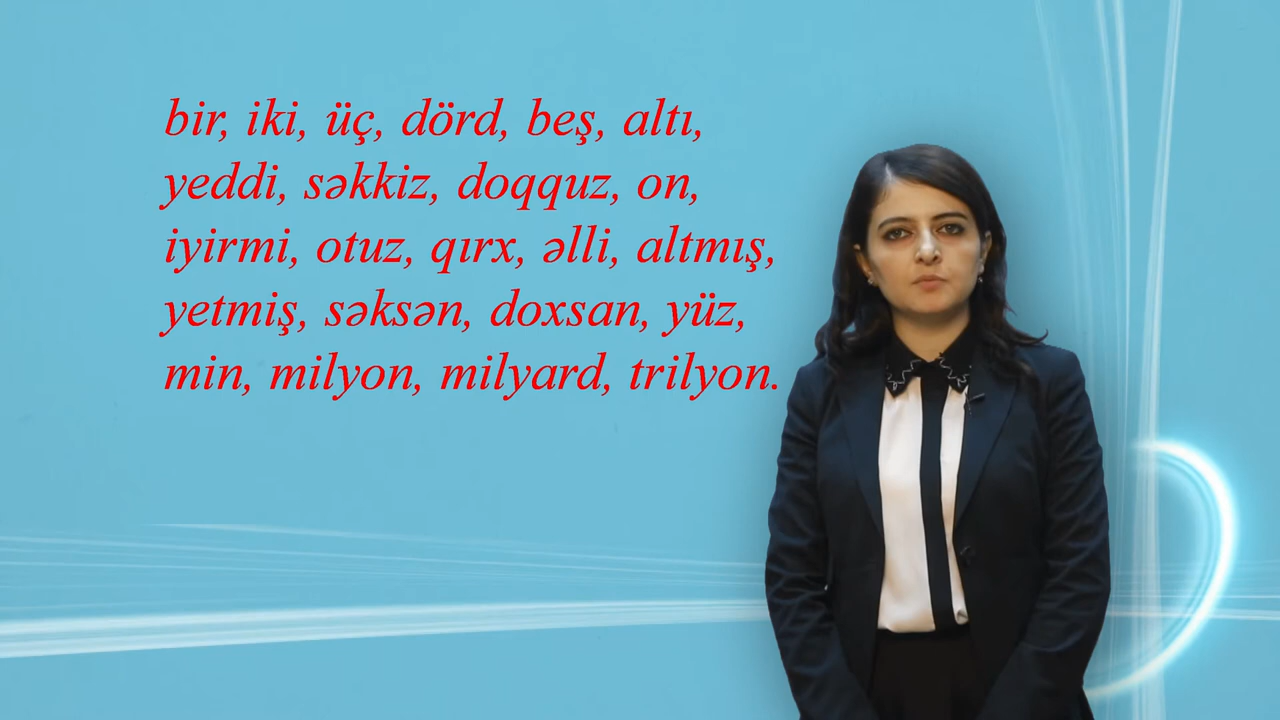 bir, iki, üç, dörd, beş, altı,
yeddi, səkkiz, doqquz, on,
iyirmi, otuz, qırx, əlli, altmış,
yetmiş, səksən, doxsan, yüz,
min, milyon, milyard, trilyon.